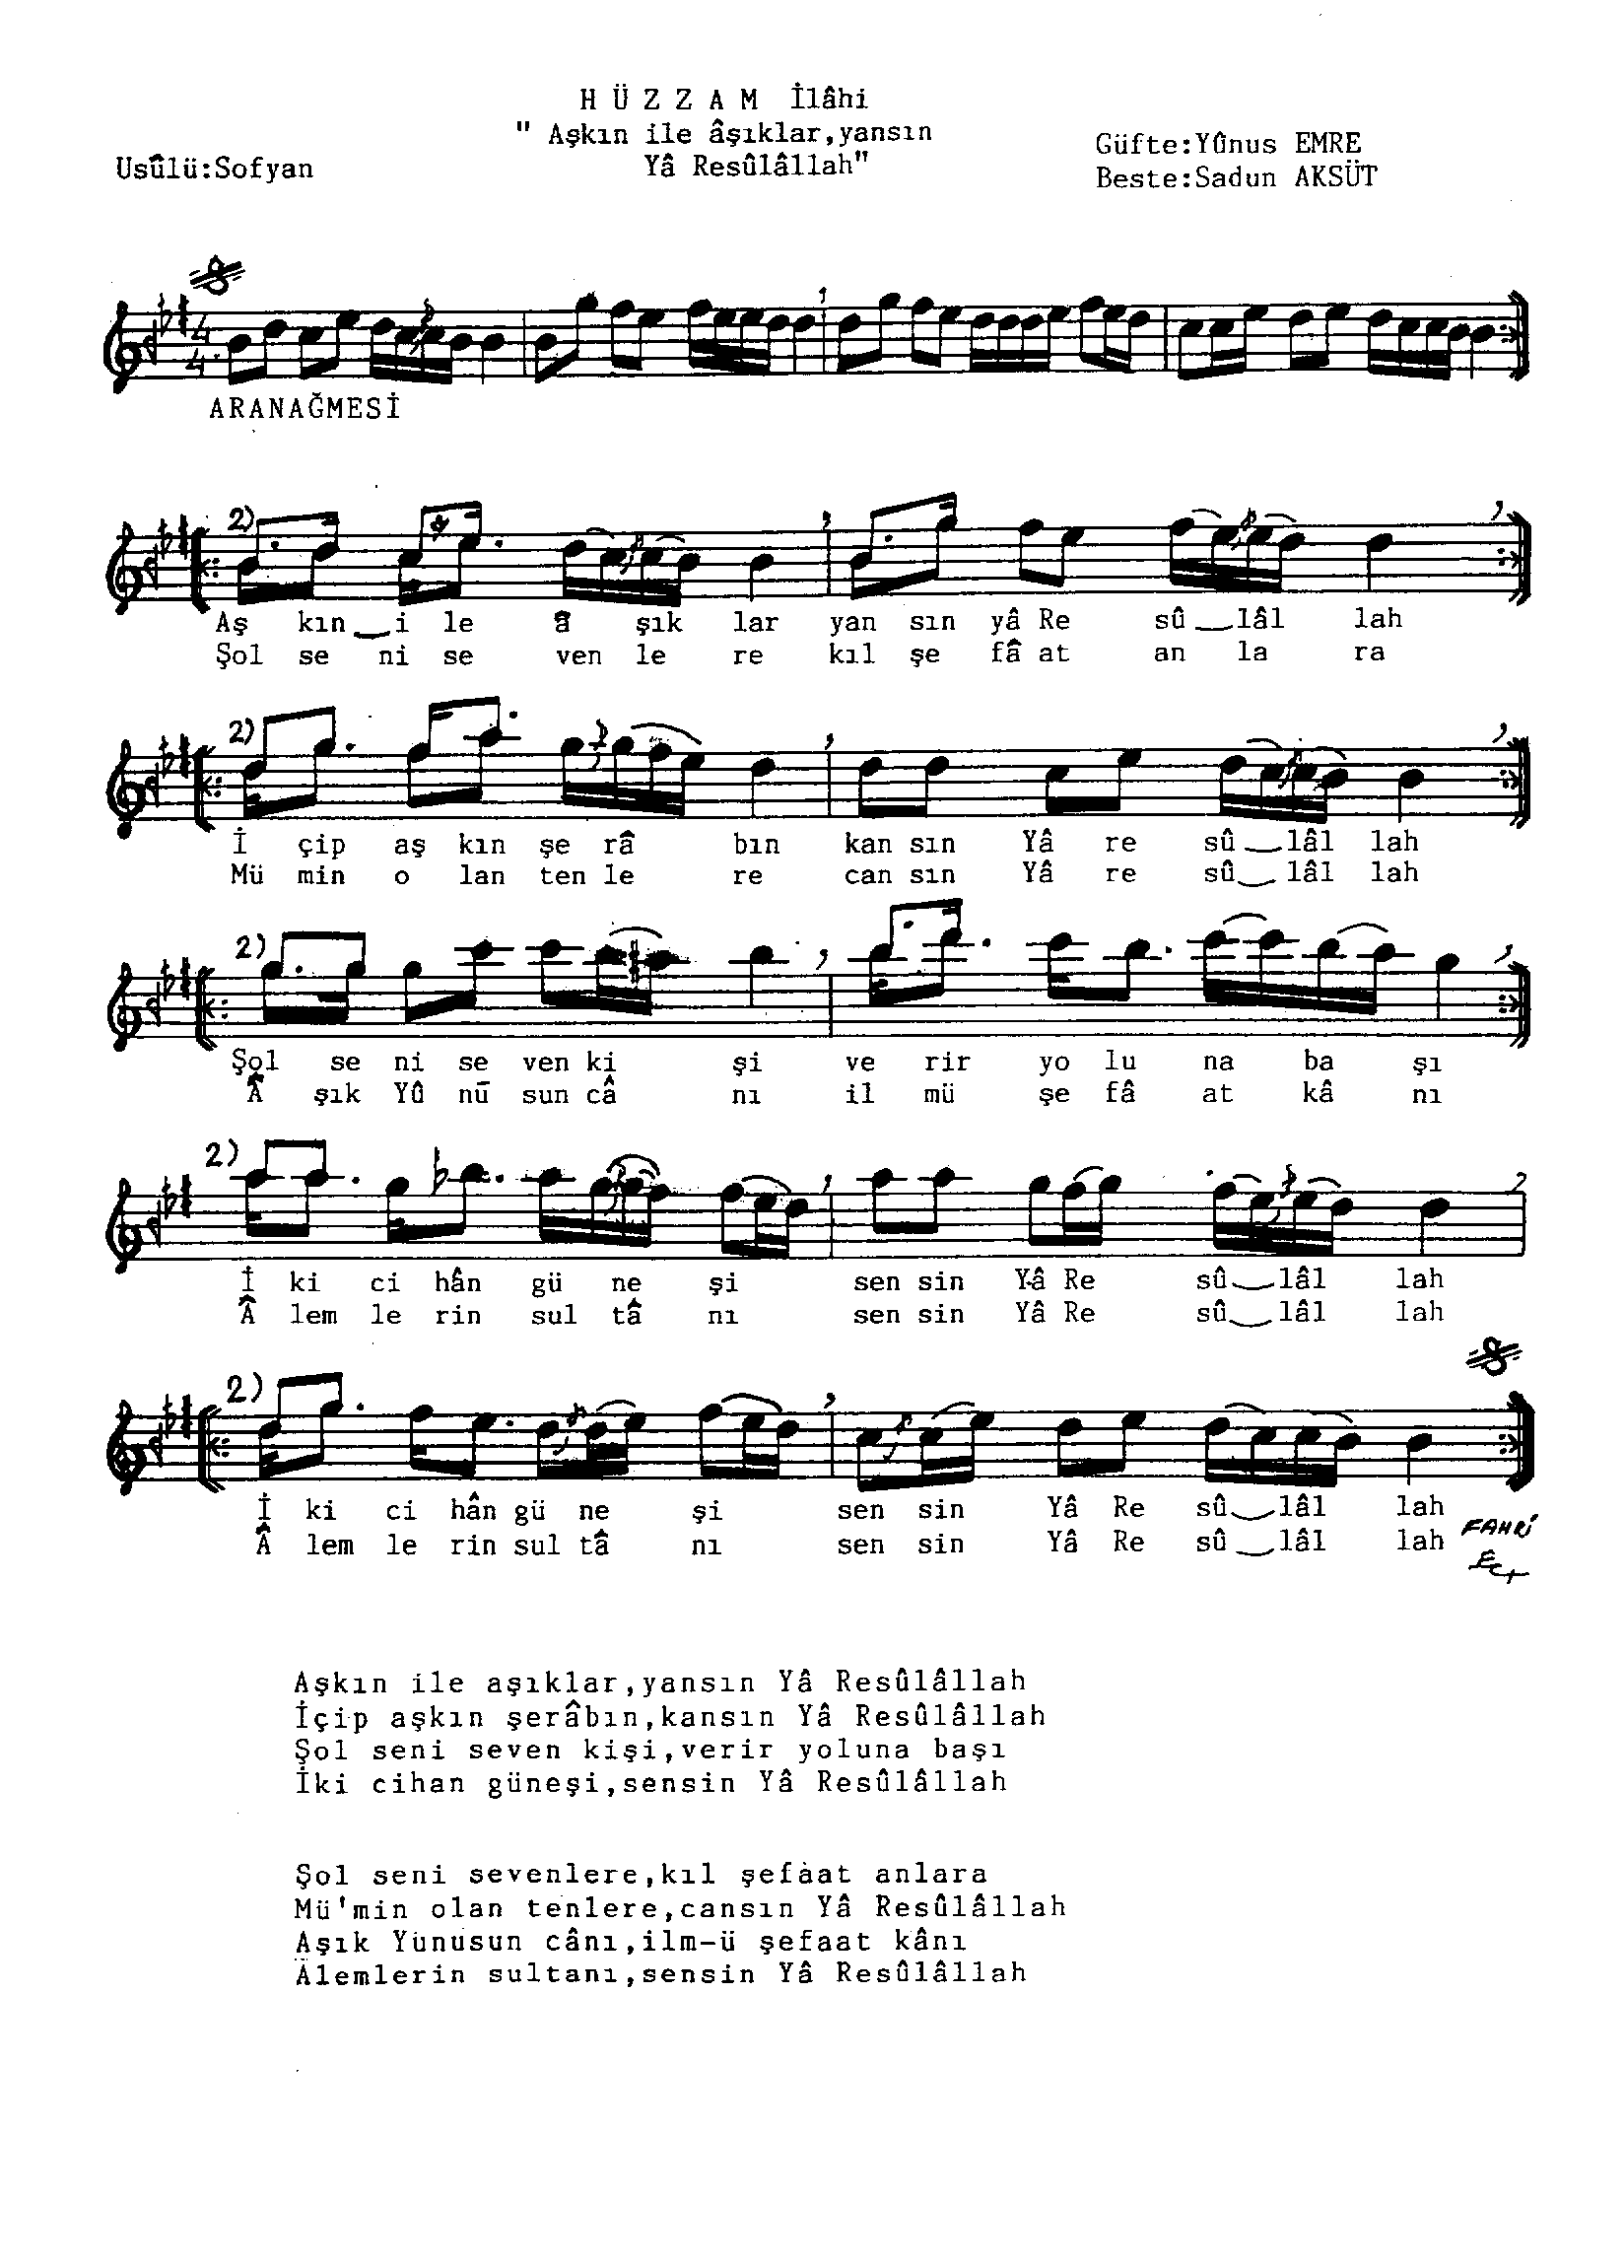 H Ü Z Z A M İlâhi
" Aşkın ile âşıklar,yansın
Yâ Resûlâllah"
Usûlü:Sofyan
Güfte:Yûnus EMRE
Beste:Sadun AKSÜT
4
4
ARANAĞMESİ
2)
Aş kın i le â şık lar yan sın yâ Re sû lâl lah
Şol se ni se ven le re kıl şe fâ at an la ra
2)
İ çip aş kın şe râ bın kan sın Yâ re sû lâl lah
Mü min o lan ten le re can sın Yâ re sû lâl lah
2)
Şol se ni se ven ki şi ve rir yo lu na ba şı
Â şık Yû nū sun câ nı il mü şe fâ at kâ nı
2)
İ ki ci hân gü ne şi sen sin Yâ Re sû lâl lah
Â lem le rin sul tâ nı sen sin Yâ Re sû lâl lah
2)
İ ki ci hân gü ne şi sen sin Yâ Re sû lâl lah
Â lem le rin sul tâ nı sen sin Yâ Re sû lâl lah
FAHRİ
Aşkın ile aşıklar,yansın Yâ Resûlâllah
İçip aşkın şerâbın,kansın Yâ Resûlâllah
Şol seni seven kişi,verir yoluna başı
İki cihan güneşi,sensin Yâ Resûlâllah
Şol seni sevenlere,kıl şefaat anlara
Mü'min olan tenlere,cansın Yâ Resûlâllah
Aşık Yunusun cânı,ilm-ü şefaat kânı
Alemlerin sultanı,sensin Yâ Resûlâllah